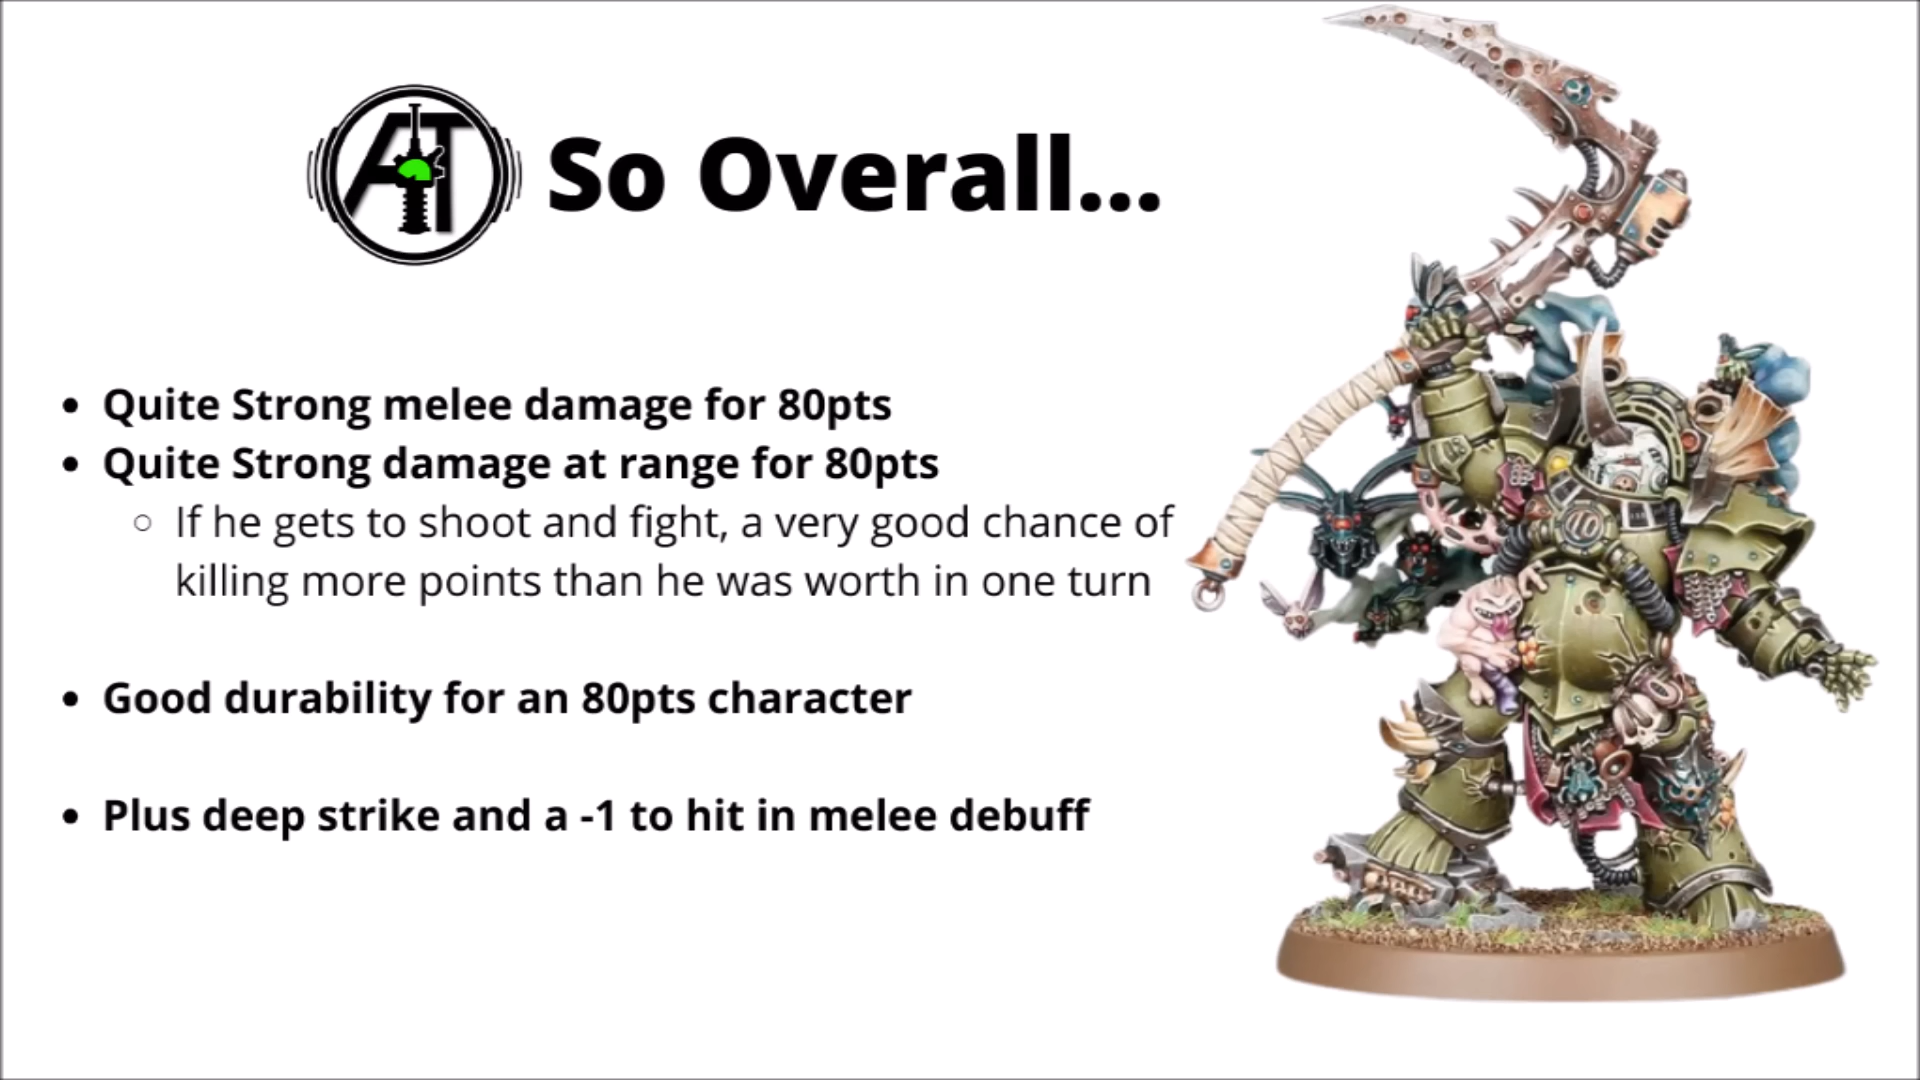 AT
So Overall...
• Quite Strong melee damage for 80pts
• Quite Strong damage at range for 80pts
○ If he gets to shoot and fight, a very good chance of
killing more points than he was worth in one turn
• Good durability for an 80pts character
• Plus deep strike and a -1 to hit in melee debuff